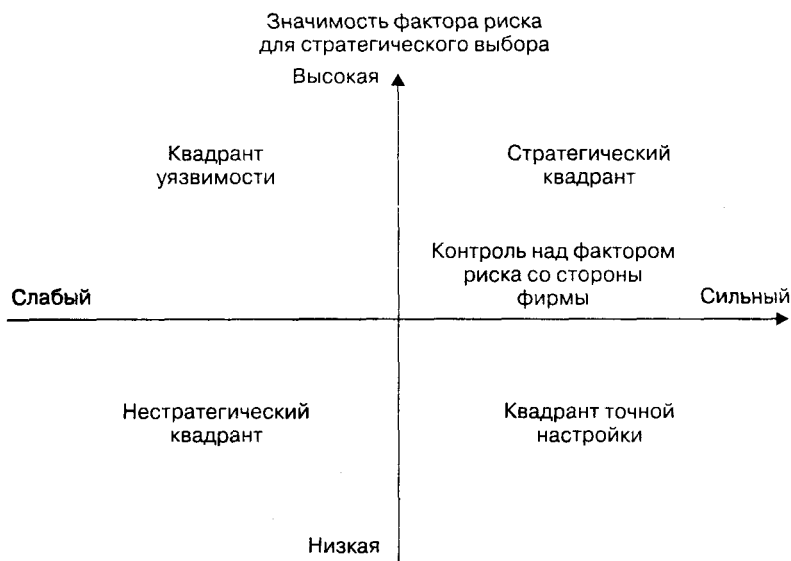 Значимость фактора риска
для стратегического выбора
Высокая
Квадрант
уязвимости
Стратегический
квадрант
Контроль над фактором
риска со стороны
фирмы
Слабый
Сильный
Нестратегический
квадрант
Квадрант точной
настройки
Низкая